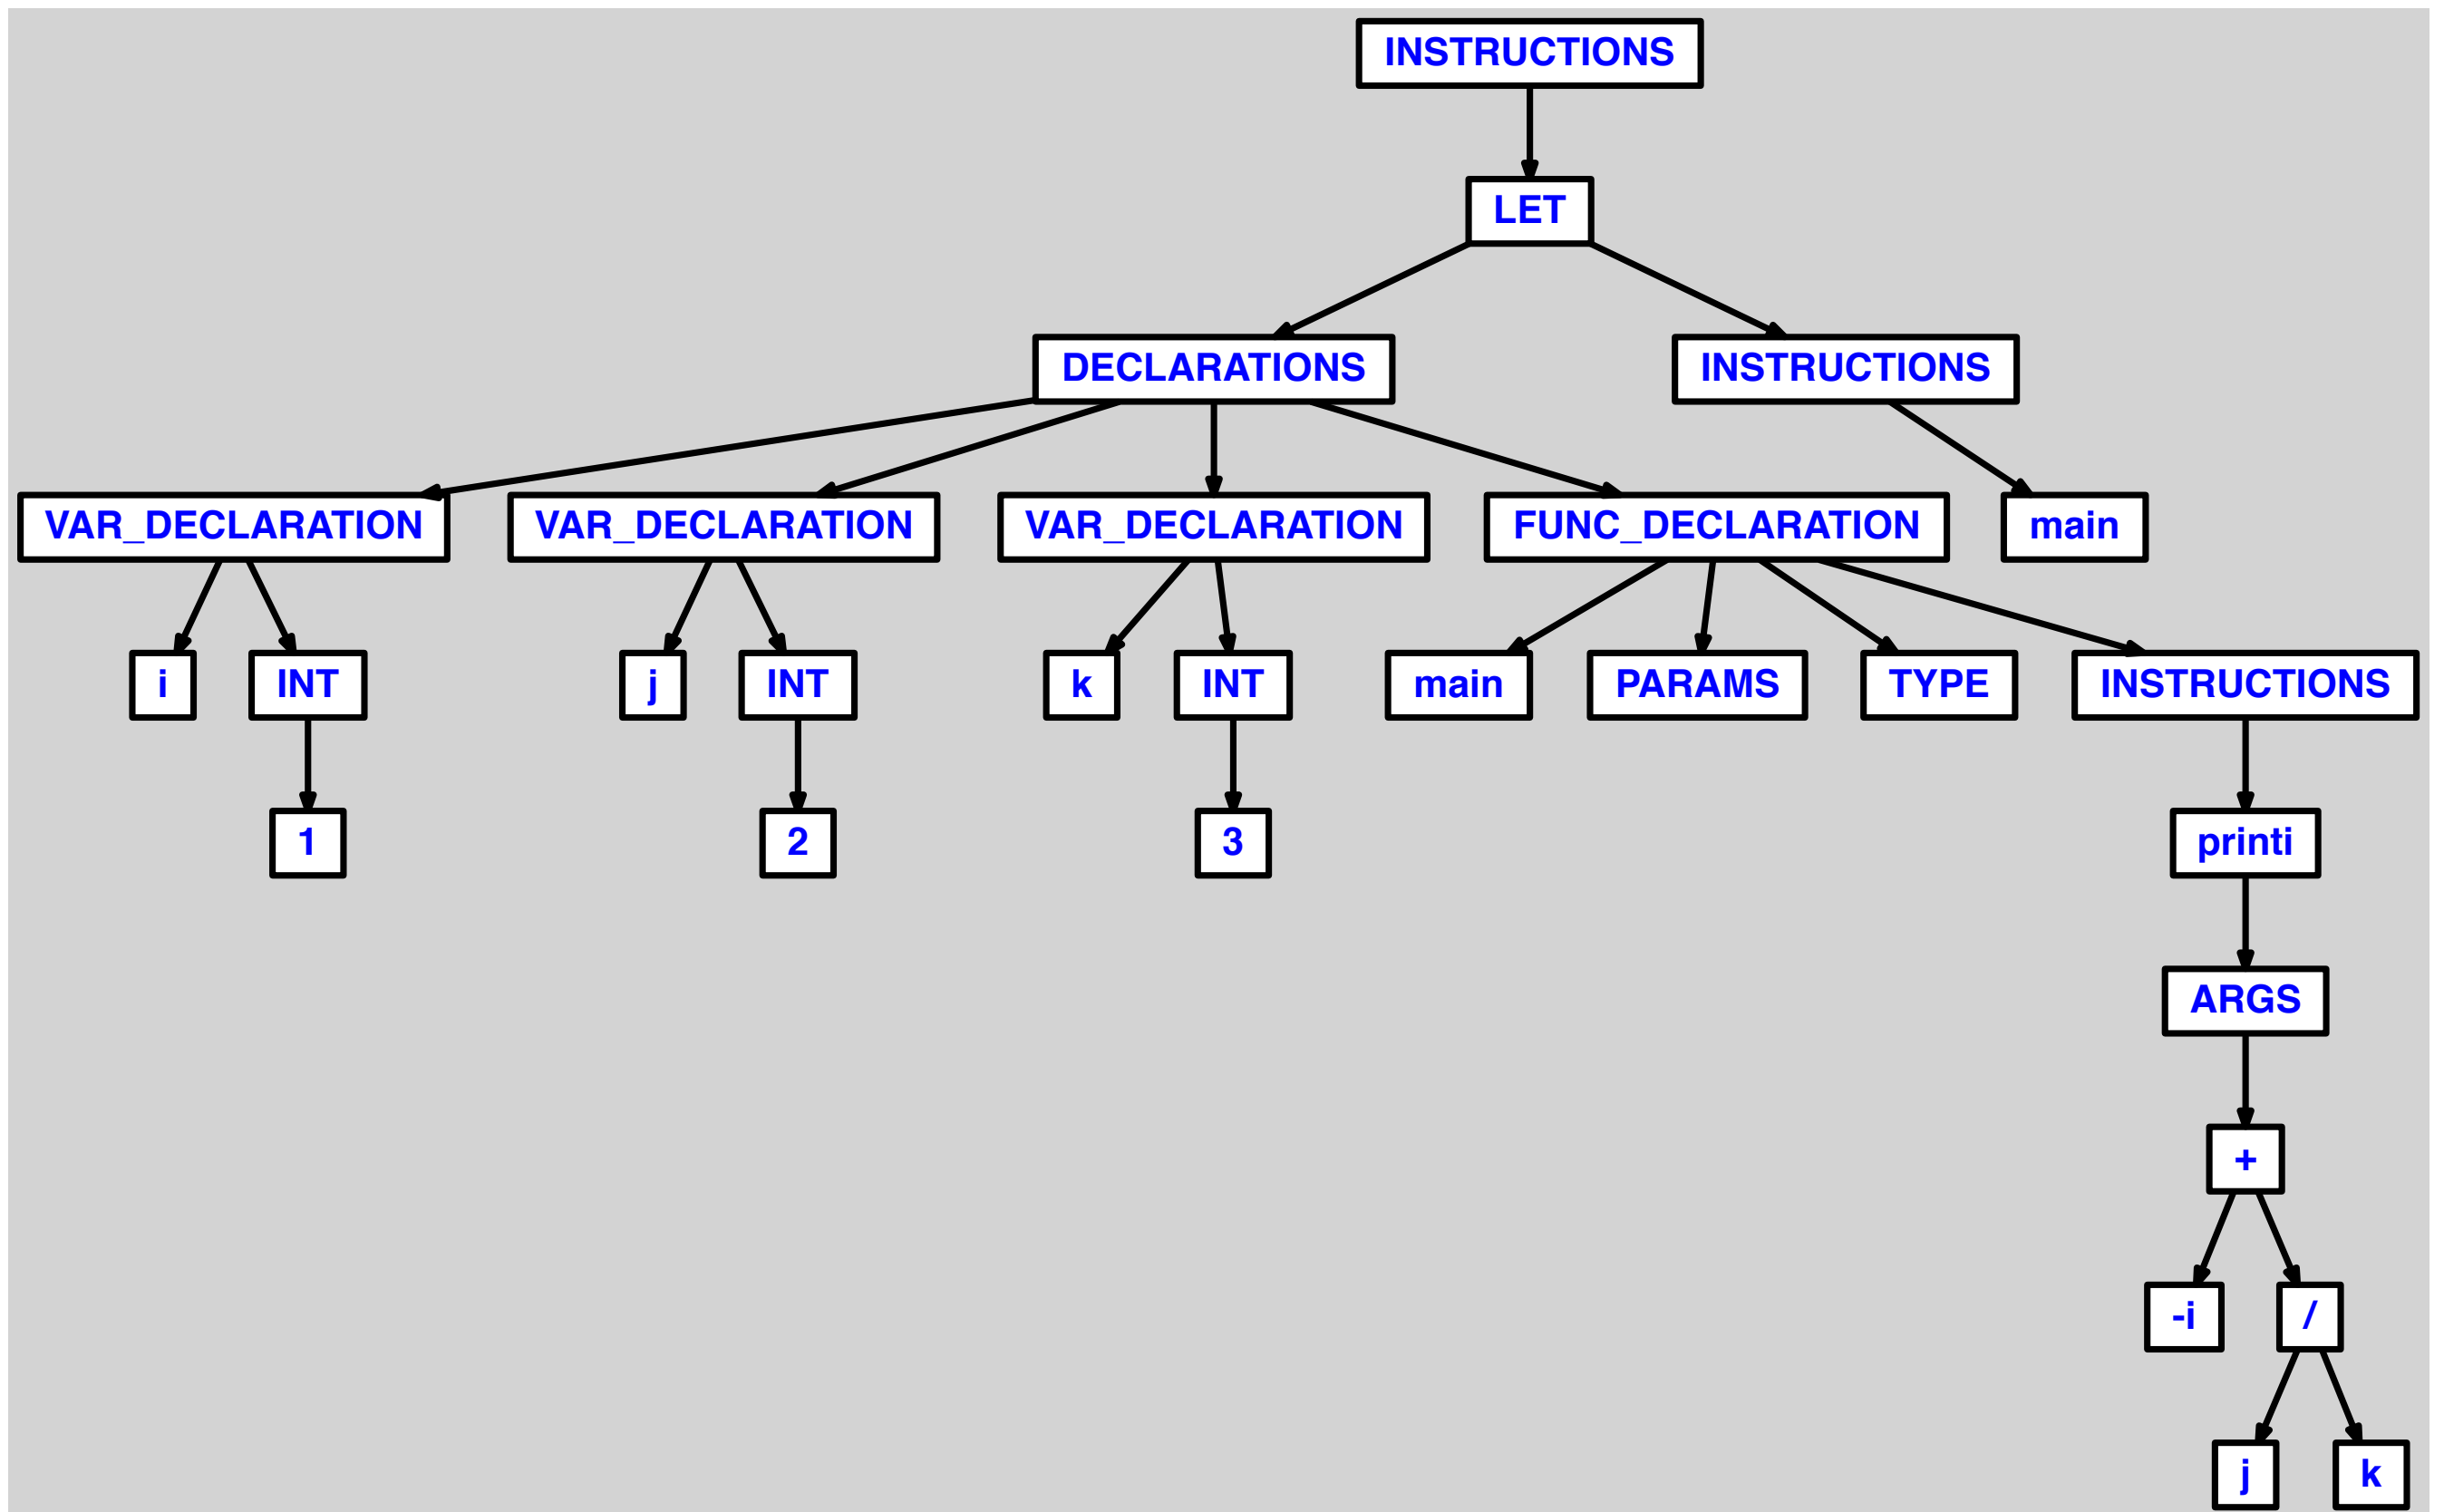 INSTRUCTIONS
LET
DECLARATIONS
INSTRUCTIONS
VAR_DECLARATION
VAR_DECLARATION
VAR_DECLARATION
FUNC_DECLARATION
main
i
INT
j
INT
k
INT
main
PARAMS
TYPE
INSTRUCTIONS
1
2
3
printi
ARGS
+
-i
/
j
k